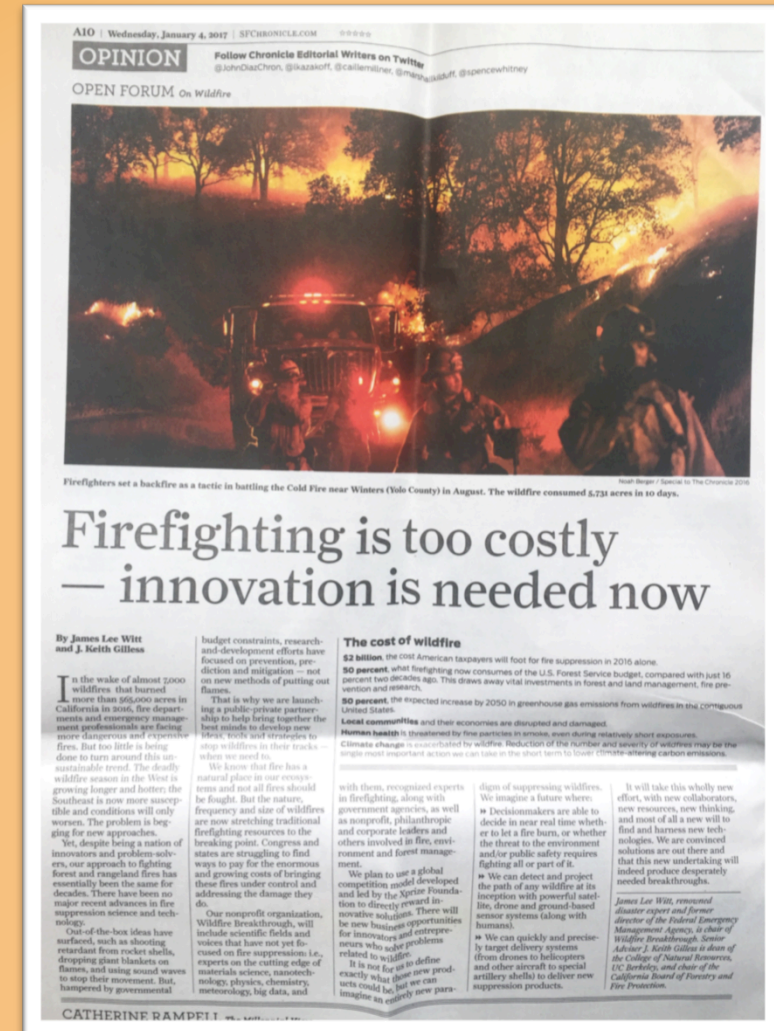 A10 | Wednesday, January 4, 2017 | SFCHRONICLE.COM
OPINION
Follow Chronicle Editorial Writers on Twitter
@JohnDiazChron, @lkazakoff, @caillemillner, @marshallkilduff, @spencewhitney
OPEN FORUM On Wildfire
Noah Berger / Special to The Chronicle 2016
Firefighters set a backfire as a tactic in battling the Cold Fire near Winters (Yolo County) in August. The wildfire consumed 5,731 acres in 10 days.
Firefighting is too costly
— innovation is needed now
By James Lee Witt
and J. Keith Gilless
In the wake of almost 7,000
wildfires that burned
more than 565,000 acres in
California in 2016, fire depart-
ments and emergency manage-
ment professionals are facing
more dangerous and expensive
fires. But too little is being
done to turn around this un-
sustainable trend. The deadly
wildfire season in the West is
growing longer and hotter; the
Southeast is now more suscep-
tible and conditions will only
worsen. The problem is beg-
ging for new approaches.
Yet, despite being a nation of
innovators and problem-solv-
ers, our approach to fighting
forest and rangeland fires has
essentially been the same for
decades. There have been no
major recent advances in fire
suppression science and tech-
nology.
Out-of-the-box ideas have
surfaced, such as shooting
retardant from rocket shells,
dropping giant blankets on
flames, and using sound waves
to stop their movement. But,
hampered by governmental
budget constraints, research-
and-development efforts have
focused on prevention, pre-
diction and mitigation — not
on new methods of putting out
flames.
That is why we are launch-
ing a public-private partner-
ship to help bring together the
best minds to develop new
ideas, tools and strategies to
stop wildfires in their tracks —
when we need to.
We know that fire has a
natural place in our ecosys-
tems and not all fires should
be fought. But the nature,
frequency and size of wildfires
are now stretching traditional
firefighting resources to the
breaking point. Congress and
states are struggling to find
ways to pay for the enormous
and growing costs of bringing
these fires under control and
addressing the damage they
do.
Our nonprofit organization,
Wildfire Breakthrough, will
include scientific fields and
voices that have not yet fo-
cused on fire suppression: i.e.,
experts on the cutting edge of
materials science, nanotech-
nology, physics, chemistry,
meteorology, big data, and
The cost of wildfire
$2 billion, the cost American taxpayers will foot for fire suppression in 2016 alone.
50 percent, what firefighting now consumes of the U.S. Forest Service budget, compared with just 16
percent two decades ago. This draws away vital investments in forest and land management, fire pre-
vention and research.
50 percent, the expected increase by 2050 in greenhouse gas emissions from wildfires in the contiguous
United States.
Local communities and their economies are disrupted and damaged.
Human health is threatened by fine particles in smoke, even during relatively short exposures.
Climate change is exacerbated by wildfire. Reduction of the number and severity of wildfires may be the
single most important action we can take in the short term to lower climate-altering carbon emissions.
with them, recognized experts
in firefighting, along with
government agencies, as well
as nonprofit, philanthropic
and corporate leaders and
others involved in fire, envi-
ronment and forest manage-
ment.
We plan to use a global
competition model developed
and led by the Xprize Founda-
tion to directly reward in-
novative solutions. There will
be new business opportunities
for innovators and entrepre-
neurs who solve problems
related to wildfire.
It is not for us to define
exactly what those new prod-
ucts could be, but we can
imagine an entirely new para-
digm of suppressing wildfires.
We imagine a future where:
» Decisionmakers are able to
decide in near real time wheth-
er to let a fire burn, or whether
the threat to the environment
and/or public safety requires
fighting all or part of it.
» We can detect and project
the path of any wildfire at its
inception with powerful satel-
lite, drone and ground-based
sensor systems (along with
humans).
» We can quickly and precise-
ly target delivery systems
(from drones to helicopters
and other aircraft to special
artillery shells) to deliver new
suppression products.
It will take this wholly new
effort, with new collaborators,
new resources, new thinking,
and most of all a new will to
find and harness new tech-
nologies. We are convinced
solutions are out there and
that this new undertaking will
indeed produce desperately
needed breakthroughs.
James Lee Witt, renowned
disaster expert and former
director of the Federal Emergency
Management Agency, is chair of
Wildfire Breakthrough. Senior
Adviser J. Keith Gilless is dean of
the College of Natural Resources,
UC Berkeley, and chair of the
California Board of Forestry and
Fire Protection.
CATHERINE RAMPELL